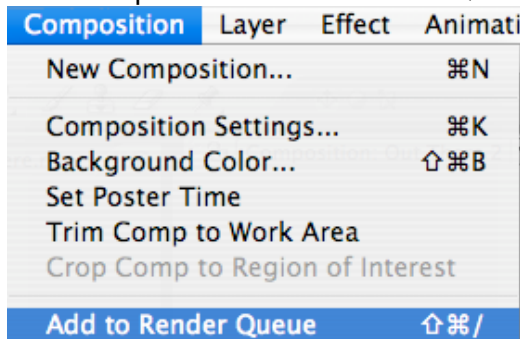 Composition Layer Effect Animati
New Composition... ⌘N
Composition Settings... ⌘K
Background Color... ⇧⌘B
Set Poster Time
Trim Comp to Work Area
Crop Comp to Region of Interest
Add to Render Queue ⇧⌘/